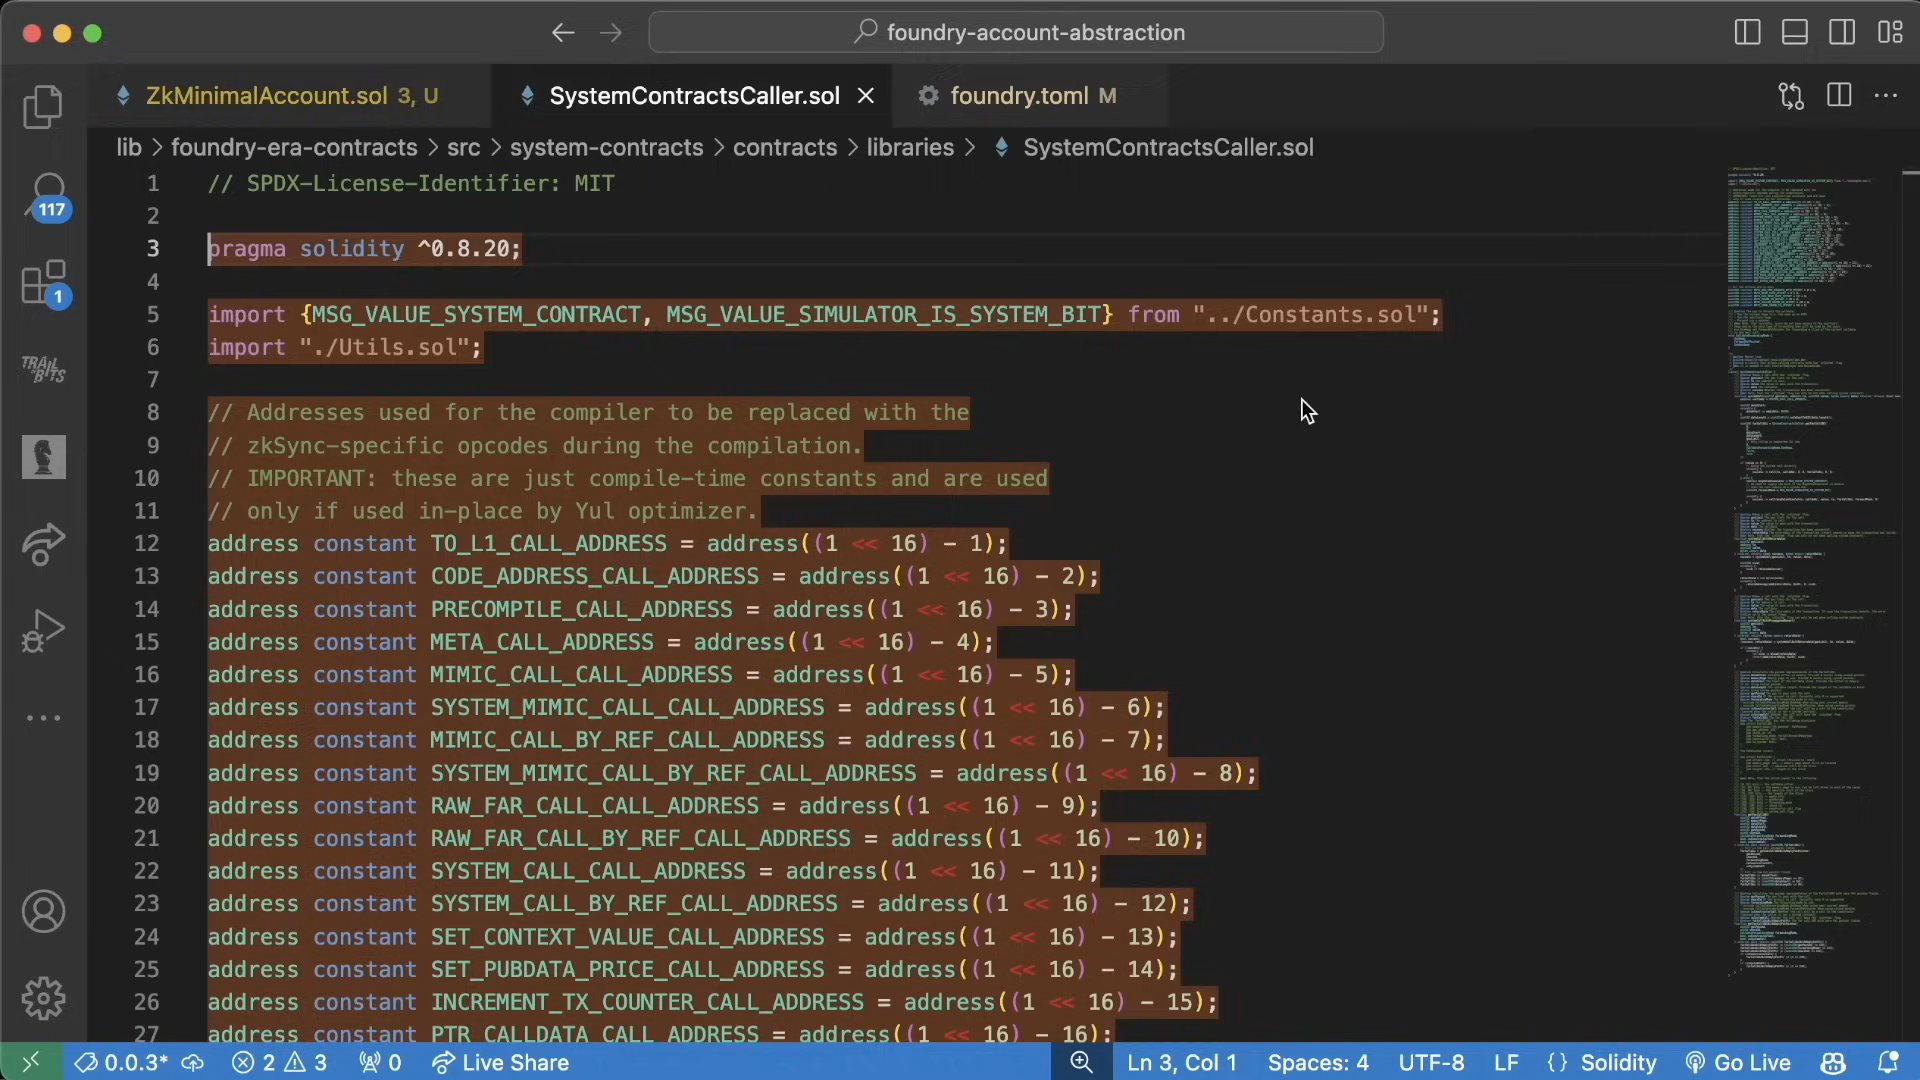 foundry-account-abstraction
ZkMinimalAccount.sol 3, U
SystemContractsCaller.sol
foundry.toml M
lib > foundry-era-contracts > src > system-contracts > contracts > libraries > SystemContractsCaller.sol
117
1
TRAIL OF BITS
1 // SPDX-License-Identifier: MIT
2
3 pragma solidity ^0.8.20;
4
5 import {MSG_VALUE_SYSTEM_CONTRACT, MSG_VALUE_SIMULATOR_IS_SYSTEM_BIT} from "../Constants.sol";
6 import "./Utils.sol";
7
8 // Addresses used for the compiler to be replaced with the
9 // zkSync-specific opcodes during the compilation.
10 // IMPORTANT: these are just compile-time constants and are used
11 // only if used in-place by Yul optimizer.
12 address constant TO_L1_CALL_ADDRESS = address((1 << 16) - 1);
13 address constant CODE_ADDRESS_CALL_ADDRESS = address((1 << 16) - 2);
14 address constant PRECOMPILE_CALL_ADDRESS = address((1 << 16) - 3);
15 address constant META_CALL_ADDRESS = address((1 << 16) - 4);
16 address constant MIMIC_CALL_CALL_ADDRESS = address((1 << 16) - 5);
17 address constant SYSTEM_MIMIC_CALL_CALL_ADDRESS = address((1 << 16) - 6);
18 address constant MIMIC_CALL_BY_REF_CALL_ADDRESS = address((1 << 16) - 7);
19 address constant SYSTEM_MIMIC_CALL_BY_REF_CALL_ADDRESS = address((1 << 16) - 8);
20 address constant RAW_FAR_CALL_CALL_ADDRESS = address((1 << 16) - 9);
21 address constant RAW_FAR_CALL_BY_REF_CALL_ADDRESS = address((1 << 16) - 10);
22 address constant SYSTEM_CALL_CALL_ADDRESS = address((1 << 16) - 11);
23 address constant SYSTEM_CALL_BY_REF_CALL_ADDRESS = address((1 << 16) - 12);
24 address constant SET_CONTEXT_VALUE_CALL_ADDRESS = address((1 << 16) - 13);
25 address constant SET_PUBDATA_PRICE_CALL_ADDRESS = address((1 << 16) - 14);
26 address constant INCREMENT_TX_COUNTER_CALL_ADDRESS = address((1 << 16) - 15);
27 address constant PTR_CALLDATA_CALL_ADDRESS = address((1 << 16) - 16);
0.0.3* 2 3 0 Live Share Ln 3, Col 1 Spaces: 4 UTF-8 LF {} Solidity Go Live